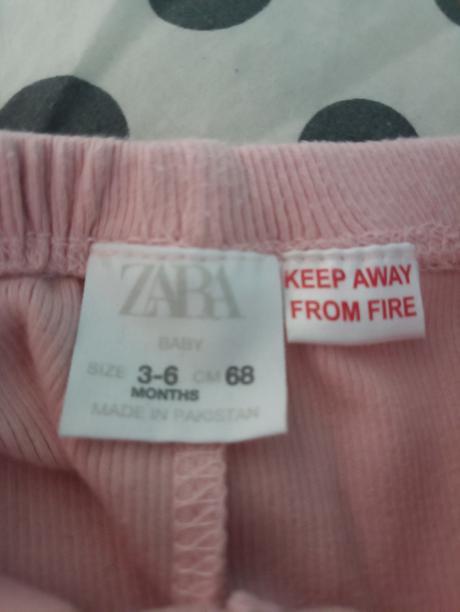 ZARA
BABY
SIZE 3-6 CM 68
MONTHS
MADE IN PAKISTAN
KEEP AWAY
FROM FIRE